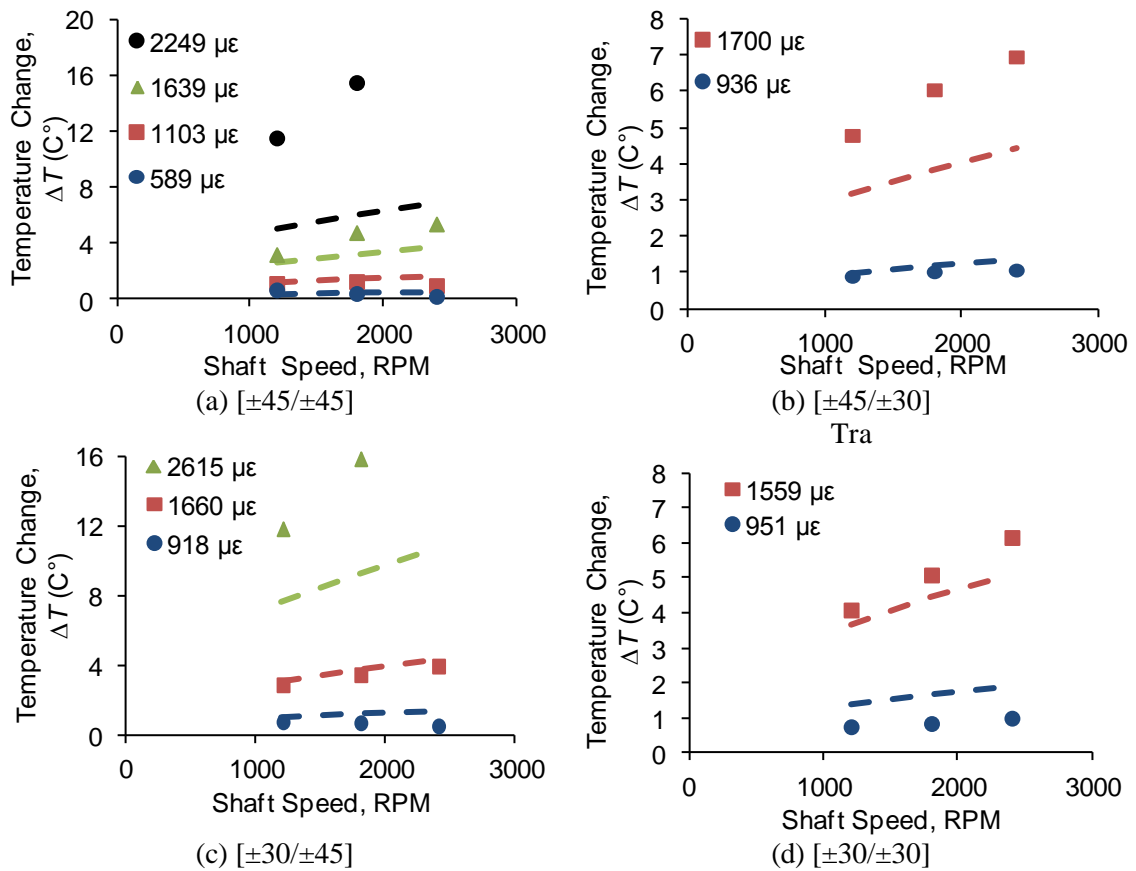 Temperature Change,
ΔT (C°)
20
16
12
8
4
0
2249 µε
1639 µε
1103 µε
589 µε
0 1000 2000 3000
Shaft Speed, RPM
(a) [±45/±45]
Temperature Change,
ΔT (C°)
8
7
6
5
4
3
2
1
0
1700 µε
936 µε
0 1000 2000 3000
Shaft Speed, RPM
(b) [±45/±30]
Tra
Temperature Change,
ΔT (C°)
16
12
8
4
0
2615 µε
1660 µε
918 µε
0 1000 2000 3000
Shaft Speed, RPM
(c) [±30/±45]
Temperature Change,
ΔT (C°)
8
7
6
5
4
3
2
1
0
1559 µε
951 µε
0 1000 2000 3000
Shaft Speed, RPM
(d) [±30/±30]